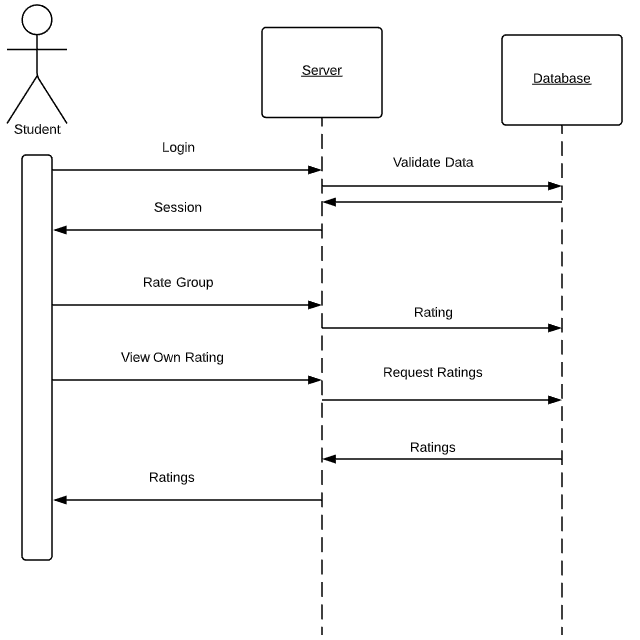 Server
Database
Student
Login
Validate Data
Session
Rate Group
Rating
View Own Rating
Request Ratings
Ratings
Ratings